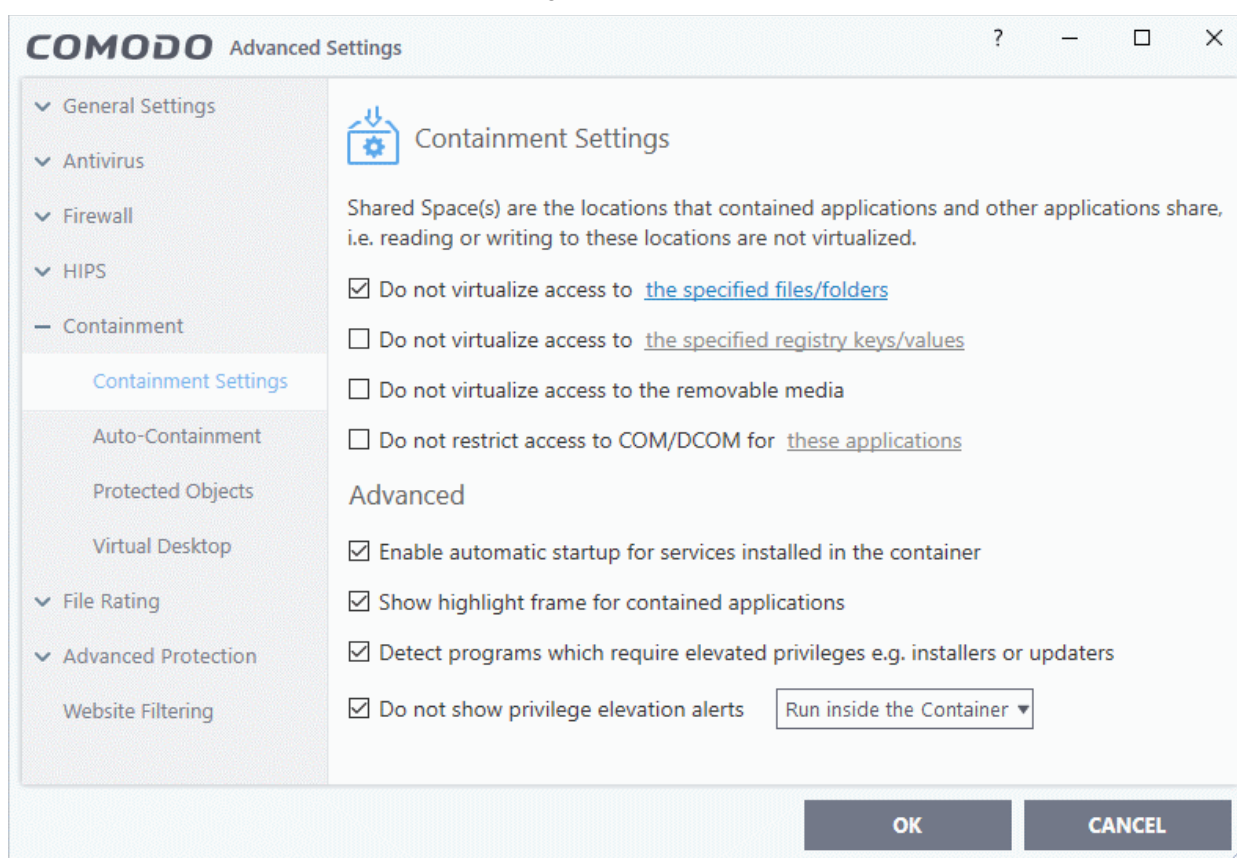 COMODO Advanced Settings
?
General Settings
Antivirus
Firewall
HIPS
Containment
Containment Settings
Auto-Containment
Protected Objects
Virtual Desktop
File Rating
Advanced Protection
Website Filtering
Containment Settings
Shared Space(s) are the locations that contained applications and other applications share,
i.e. reading or writing to these locations are not virtualized.
Do not virtualize access to the specified files/folders
Do not virtualize access to the specified registry keys/values
Do not virtualize access to the removable media
Do not restrict access to COM/DCOM for these applications
Advanced
Enable automatic startup for services installed in the container
Show highlight frame for contained applications
Detect programs which require elevated privileges e.g. installers or updaters
Do not show privilege elevation alerts Run inside the Container
OK CANCEL